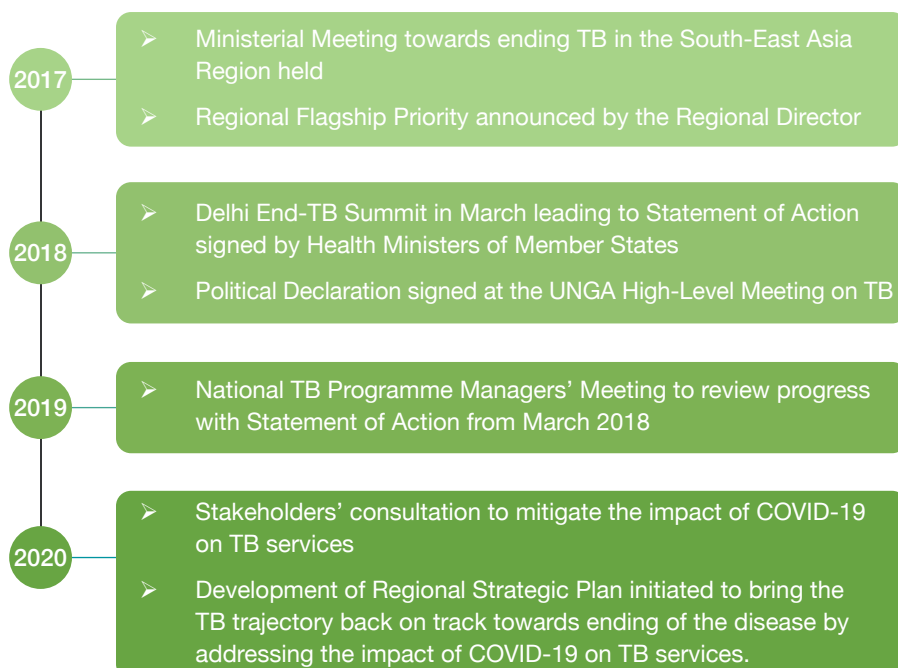 2017
➢ Ministerial Meeting towards ending TB in the South-East Asia
Region held
➢ Regional Flagship Priority announced by the Regional Director
2018
➢ Delhi End-TB Summit in March leading to Statement of Action
signed by Health Ministers of Member States
➢ Political Declaration signed at the UNGA High-Level Meeting on TB
2019
➢ National TB Programme Managers’ Meeting to review progress
with Statement of Action from March 2018
2020
➢ Stakeholders’ consultation to mitigate the impact of COVID-19
on TB services
➢ Development of Regional Strategic Plan initiated to bring the
TB trajectory back on track towards ending of the disease by
addressing the impact of COVID-19 on TB services.